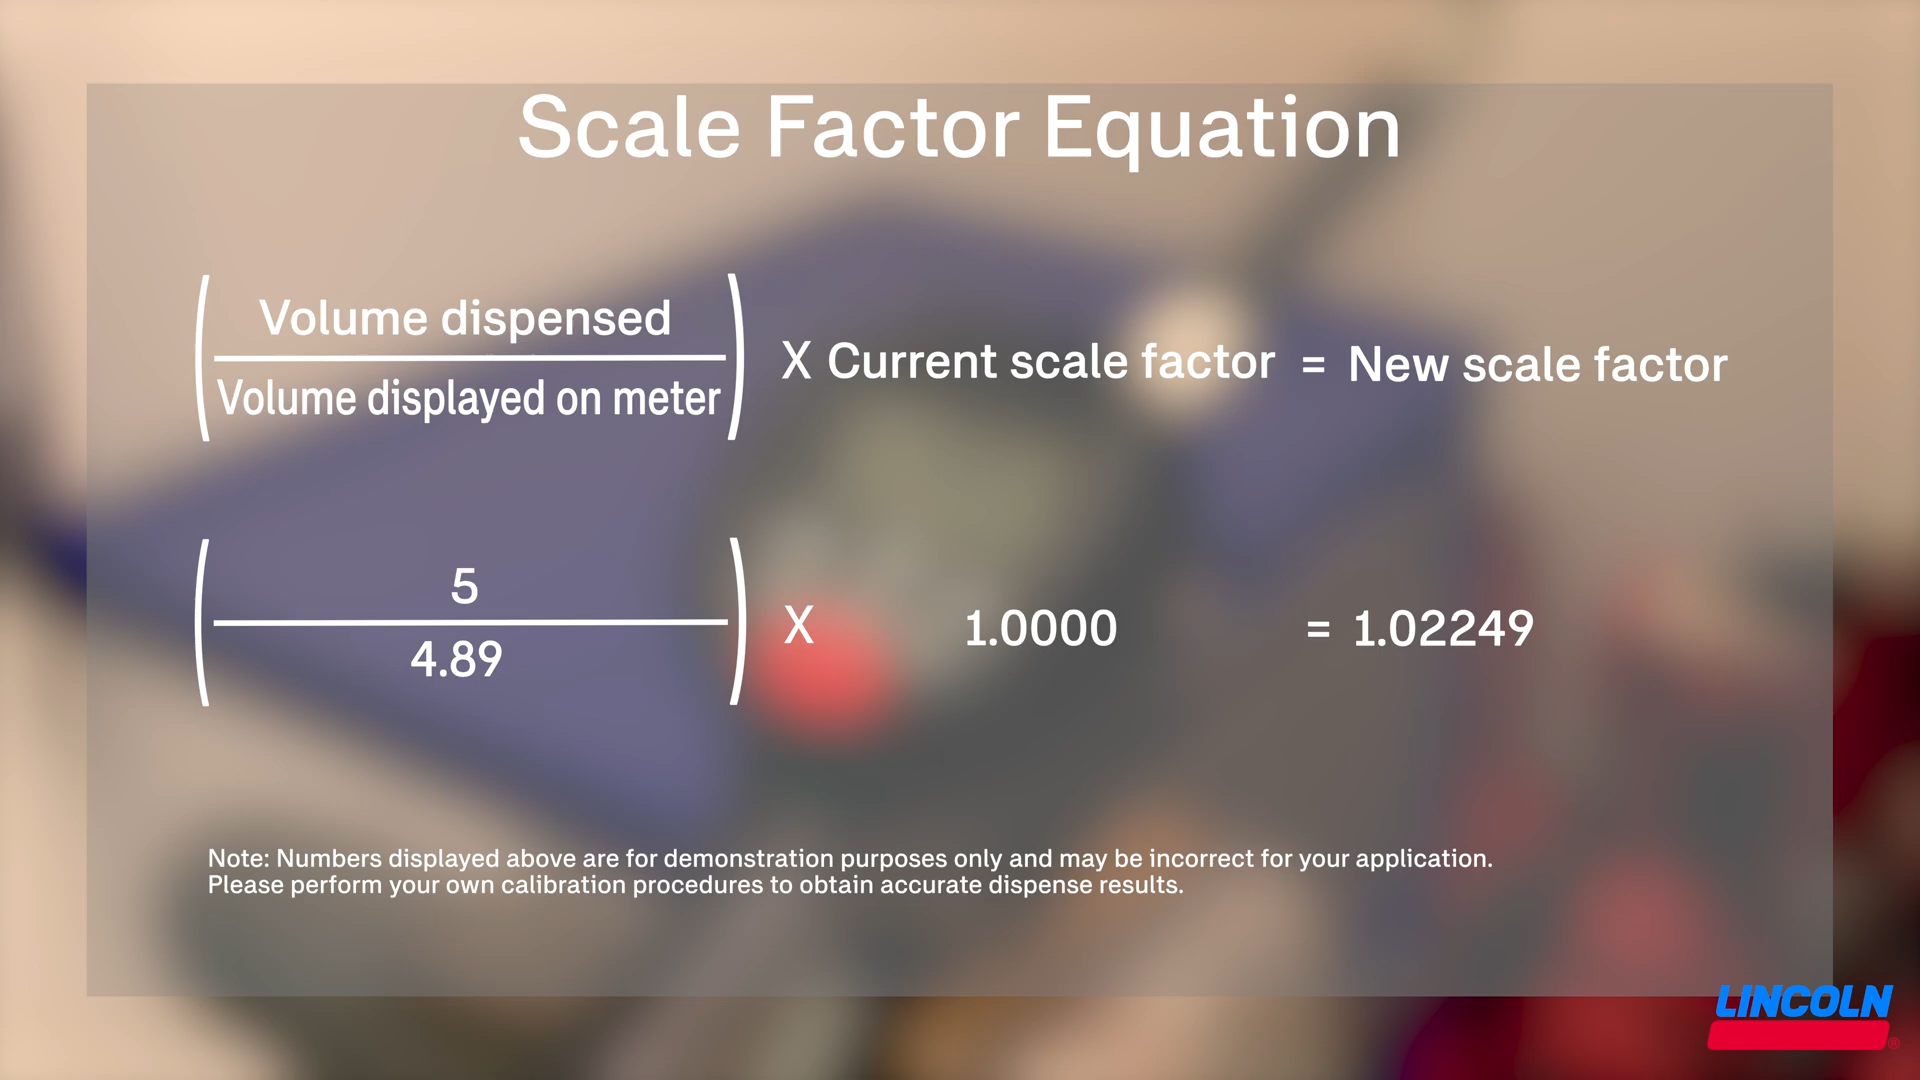 Scale Factor Equation
Volume dispensed
Volume displayed on meter
X Current scale factor = New scale factor
5
4.89
X 1.0000 = 1.02249
Note: Numbers displayed above are for demonstration purposes only and may be incorrect for your application.
Please perform your own calibration procedures to obtain accurate dispense results.
LINCOLN
®